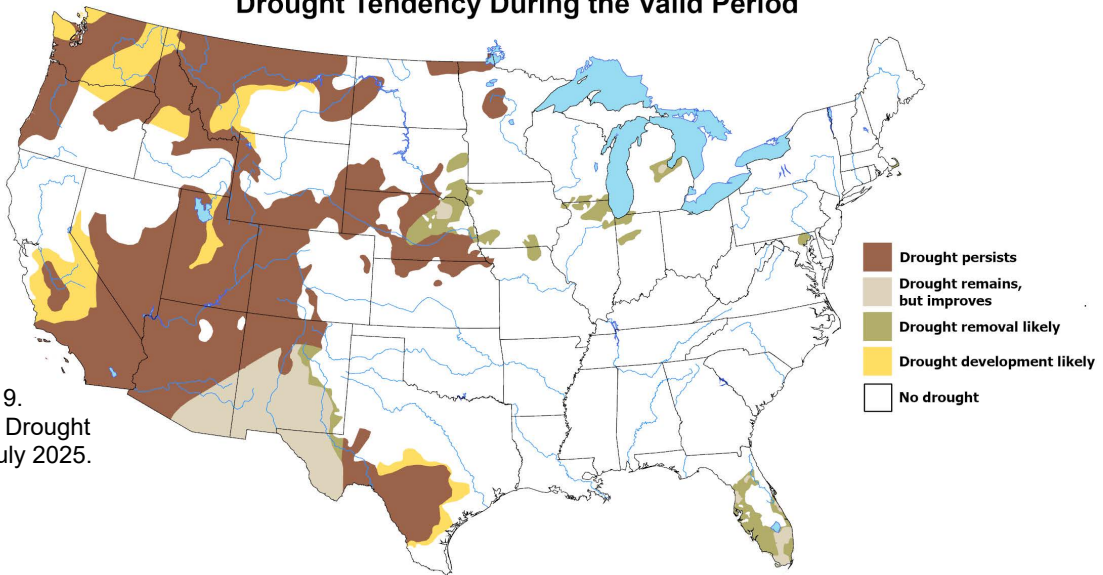 Drought Tendency During the Valid Period
9.
Drought
uly 2025.
Drought persists
Drought remains,
but improves
Drought removal likely
Drought development likely
No drought